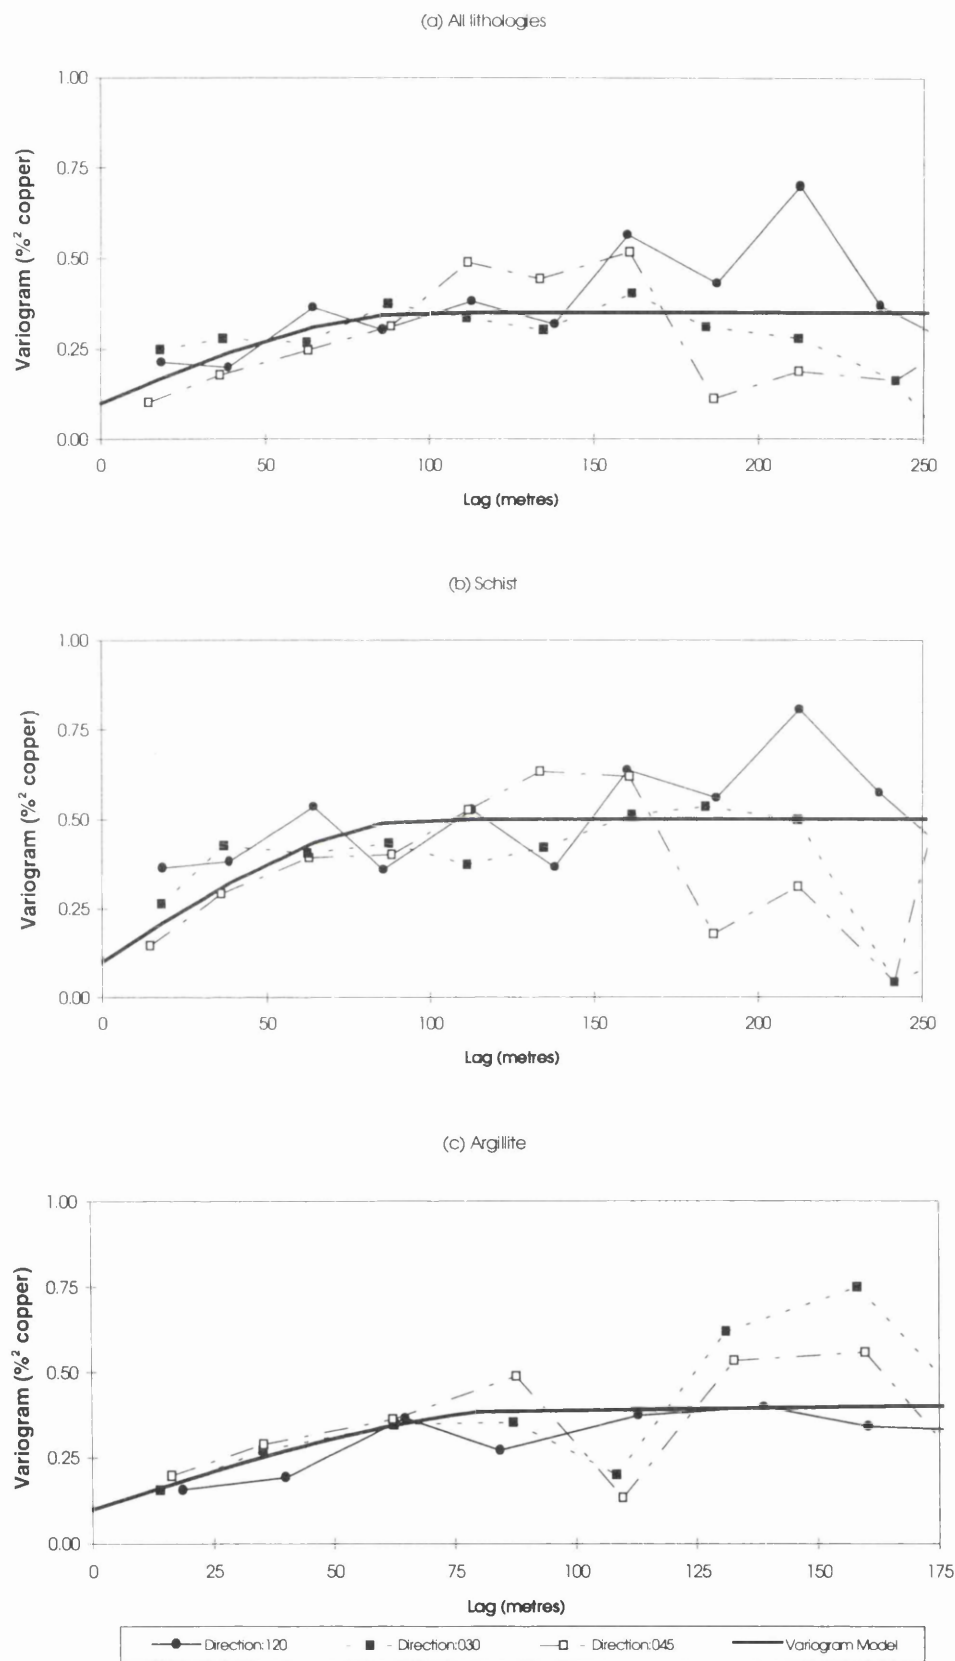 (a) All lithologies
1.00
0.75
0.50
0.25
0.00
Variogram (%² copper)
0 50 100 150 200 250
Lag (metres)
(b) Schist
1.00
0.75
0.50
0.25
0.00
Variogram (%² copper)
0 50 100 150 200 250
Lag (metres)
(c) Argillite
1.00
0.75
0.50
0.25
0.00
Variogram (%² copper)
0 25 50 75 100 125 150 175
Lag (metres)
Direction:120 Direction:030 Direction:045 Variogram Model